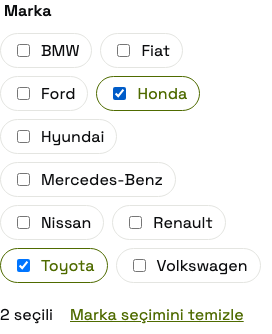 Marka
BMW Fiat
Ford Honda
Hyundai
Mercedes-Benz
Nissan Renault
Toyota Volkswagen
2 seçili Marka seçimini temizle